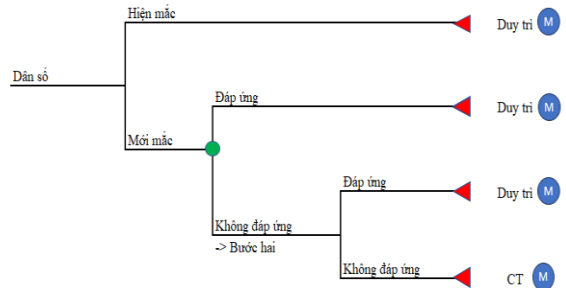 Hiện mắc
Duy trì M
Dân số
Đáp ứng
Duy trì M
Mới mắc
Đáp ứng
Duy trì M
Không đáp ứng
-> Bước hai
Không đáp ứng
CT M